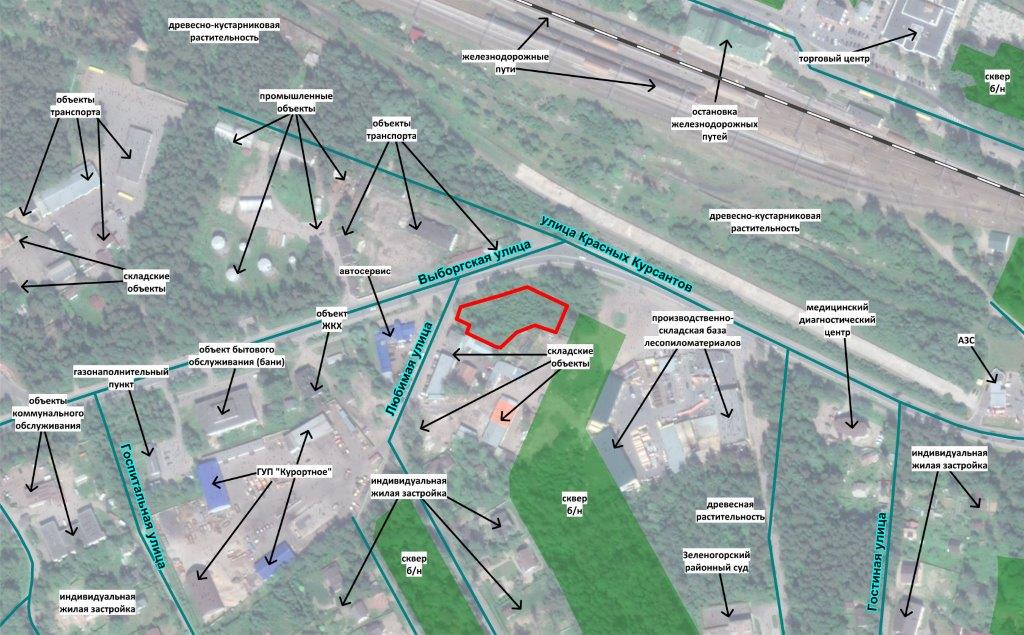 древесно-кустарниковая
растительность
железнодорожные
пути
торговый центр
сквер
б/н
объекты
транспорта
промышленные
объекты
объекты
транспорта
остановка
железнодорожных
путей
древесно-кустарниковая
растительность
улица Красных Курсантов
Выборгская улица
складские
объекты
автосервис
объект
ЖКХ
медицинский
диагностический
центр
производственно-
складская база
лесопиломатериалов
АЗС
объект бытового
обслуживания (бани)
складские
объекты
газонаполнительный
пункт
Любимая улица
объекты
коммунального
обслуживания
ГУП "Курортное"
индивидуальная
жилая застройка
индивидуальная
жилая застройка
Госпитальная улица
сквер
б/н
древесная
растительность
Гостиная улица
сквер
б/н
Зеленогорский
районный суд
индивидуальная
жилая застройка